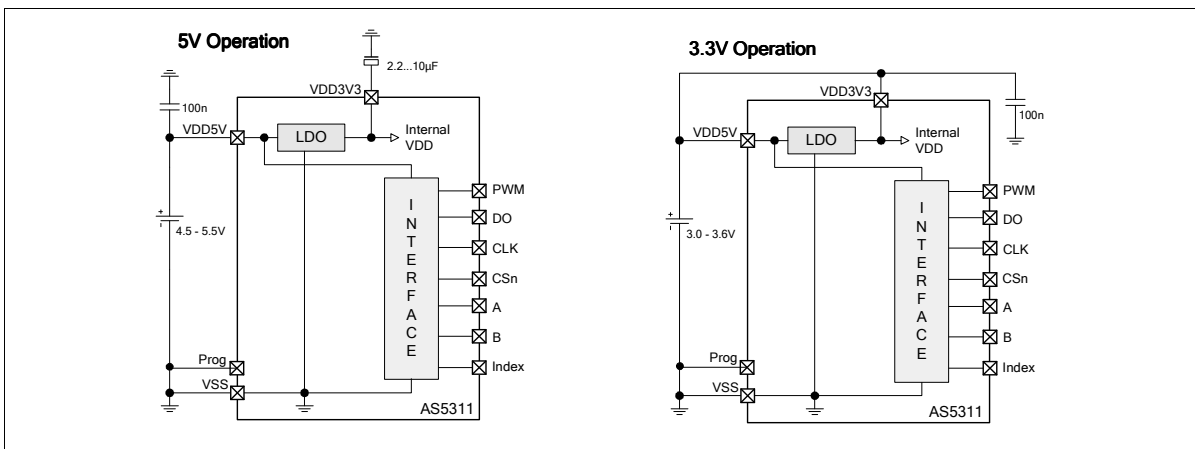 5V Operation
2.2...10µF
VDD3V3
100n
VDD5V
LDO
Internal
VDD
INTERFACE
PWM
DO
CLK
CSn
A
B
Index
+
-
4.5 - 5.5V
Prog
VSS
AS5311
3.3V Operation
VDD3V3
100n
VDD5V
LDO
Internal
VDD
INTERFACE
PWM
DO
CLK
CSn
A
B
Index
+
-
3.0 - 3.6V
Prog
VSS
AS5311